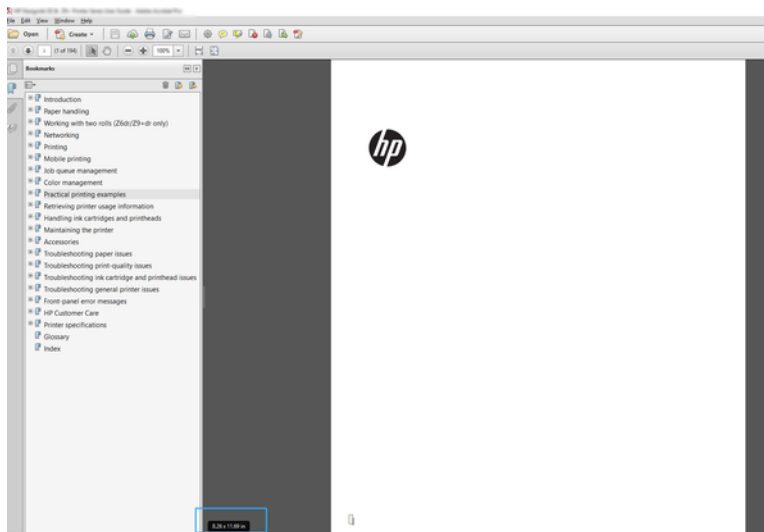 File Edit View Window Help
Open Create
(1 of 194) 100%
Bookmarks
Introduction
Paper handling
Working with two rolls (Z6dr/Z9+dr only)
Networking
Printing
Mobile printing
Job queue management
Color management
Practical printing examples
Retrieving printer usage information
Handling ink cartridges and printheads
Maintaining the printer
Accessories
Troubleshooting paper issues
Troubleshooting print-quality issues
Troubleshooting ink cartridge and printhead issues
Troubleshooting general printer issues
Front-panel error messages
HP Customer Care
Printer specifications
Glossary
Index
hp
8.26 x 11.69 in